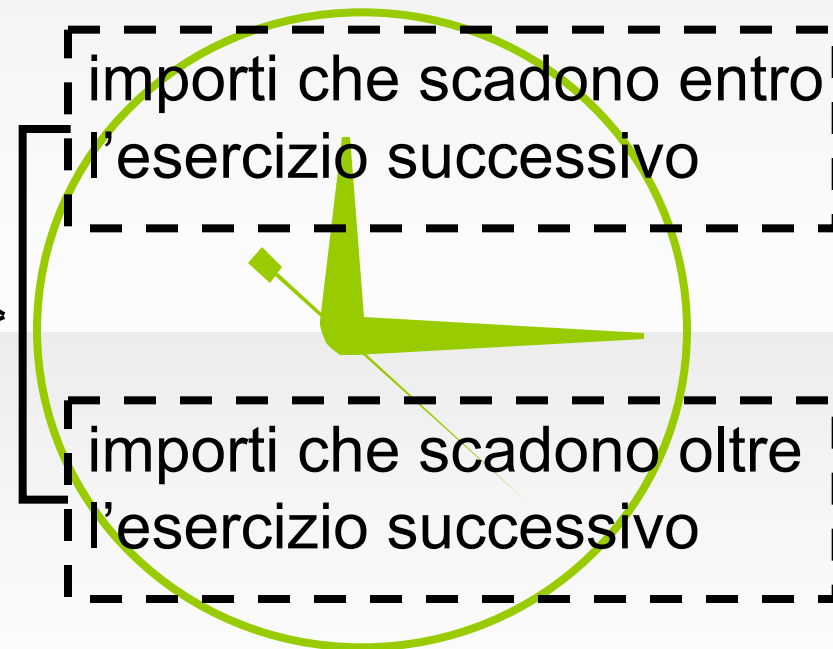 importi che scadono entro
l’esercizio successivo
importi che scadono oltre
l’esercizio successivo